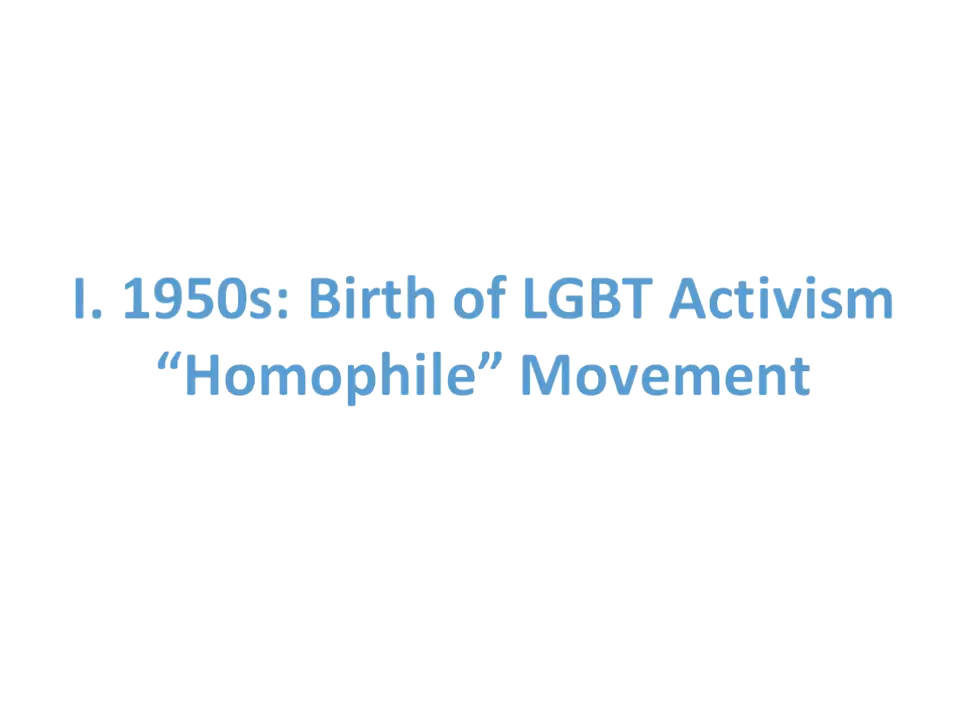 I. 1950s: Birth of LGBT Activism
“Homophile” Movement